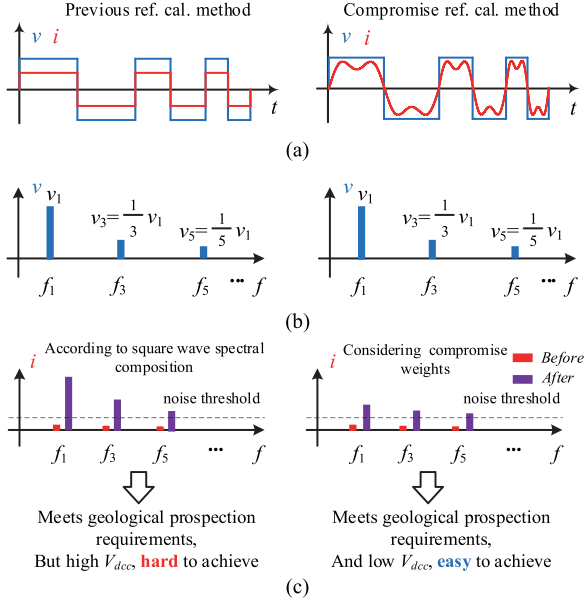 Previous ref. cal. method
v i
t
Compromise ref. cal. method
v i
t
(a)
v
v1
v3= 1/3 v1
v5= 1/5 v1
f1 f3 f5 ··· f
v
v1
v3= 1/3 v1
v5= 1/5 v1
f1 f3 f5 ··· f
(b)
i
According to square wave spectral
composition
noise threshold
f1 f3 f5 ··· f
Meets geological prospection
requirements,
But high Vdcc, hard to achieve
i
Considering compromise
weights
Before
After
noise threshold
f1 f3 f5 ··· f
Meets geological prospection
requirements,
And low Vdcc, easy to achieve
(c)